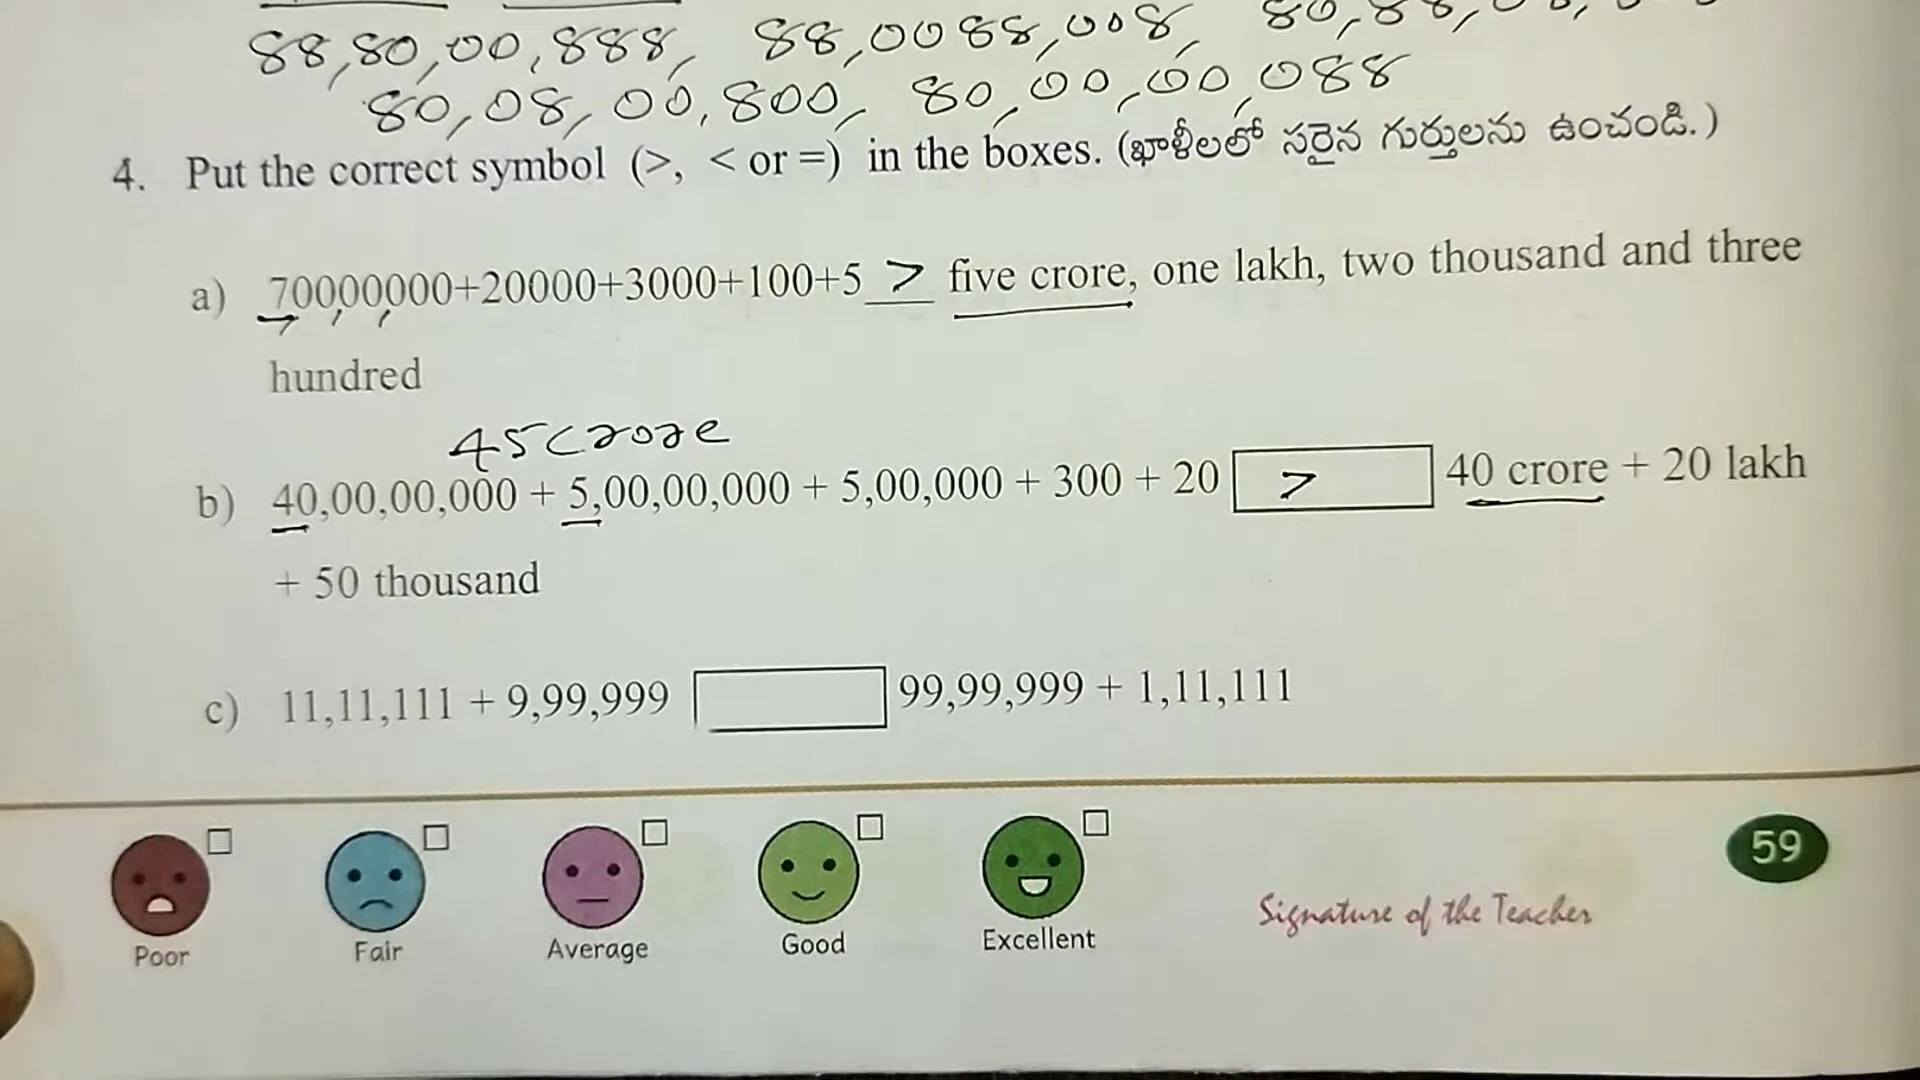 88,80,00,888, 88,0088,008,
80,08,00,800, 80,00,00,088
4. Put the correct symbol (>, < or =) in the boxes. (ఖాళీలలో సరైన గుర్తులను ఉంచండి.)
a) 70000000+20000+3000+100+5 > five crore, one lakh, two thousand and three
hundred
45crore
b) 40,00,00,000 + 5,00,00,000 + 5,00,000 + 300 + 20 > 40 crore + 20 lakh
+ 50 thousand
c) 11,11,111 + 9,99,999 99,99,999 + 1,11,111
59
Signature of the Teacher
Poor Fair Average Good Excellent